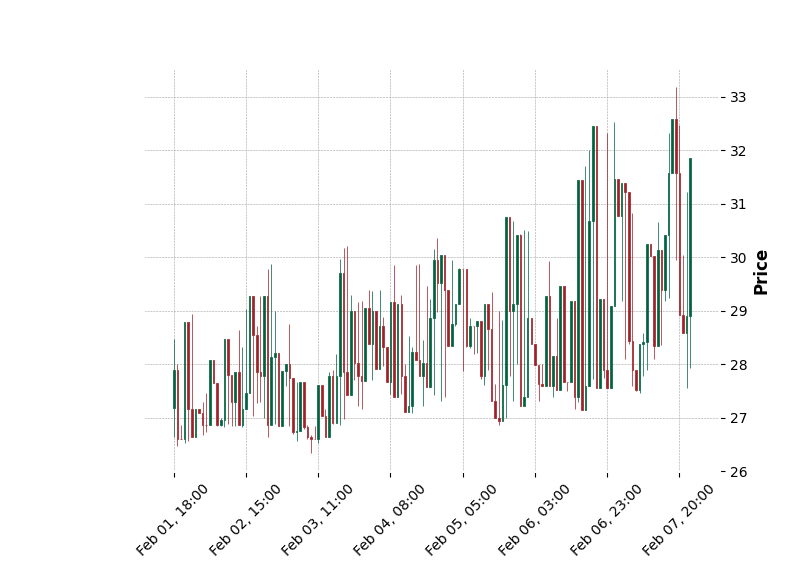 33
32
31
30
29
28
27
26
Price
Feb 01, 18:00
Feb 02, 15:00
Feb 03, 11:00
Feb 04, 08:00
Feb 05, 05:00
Feb 06, 03:00
Feb 06, 23:00
Feb 07, 20:00